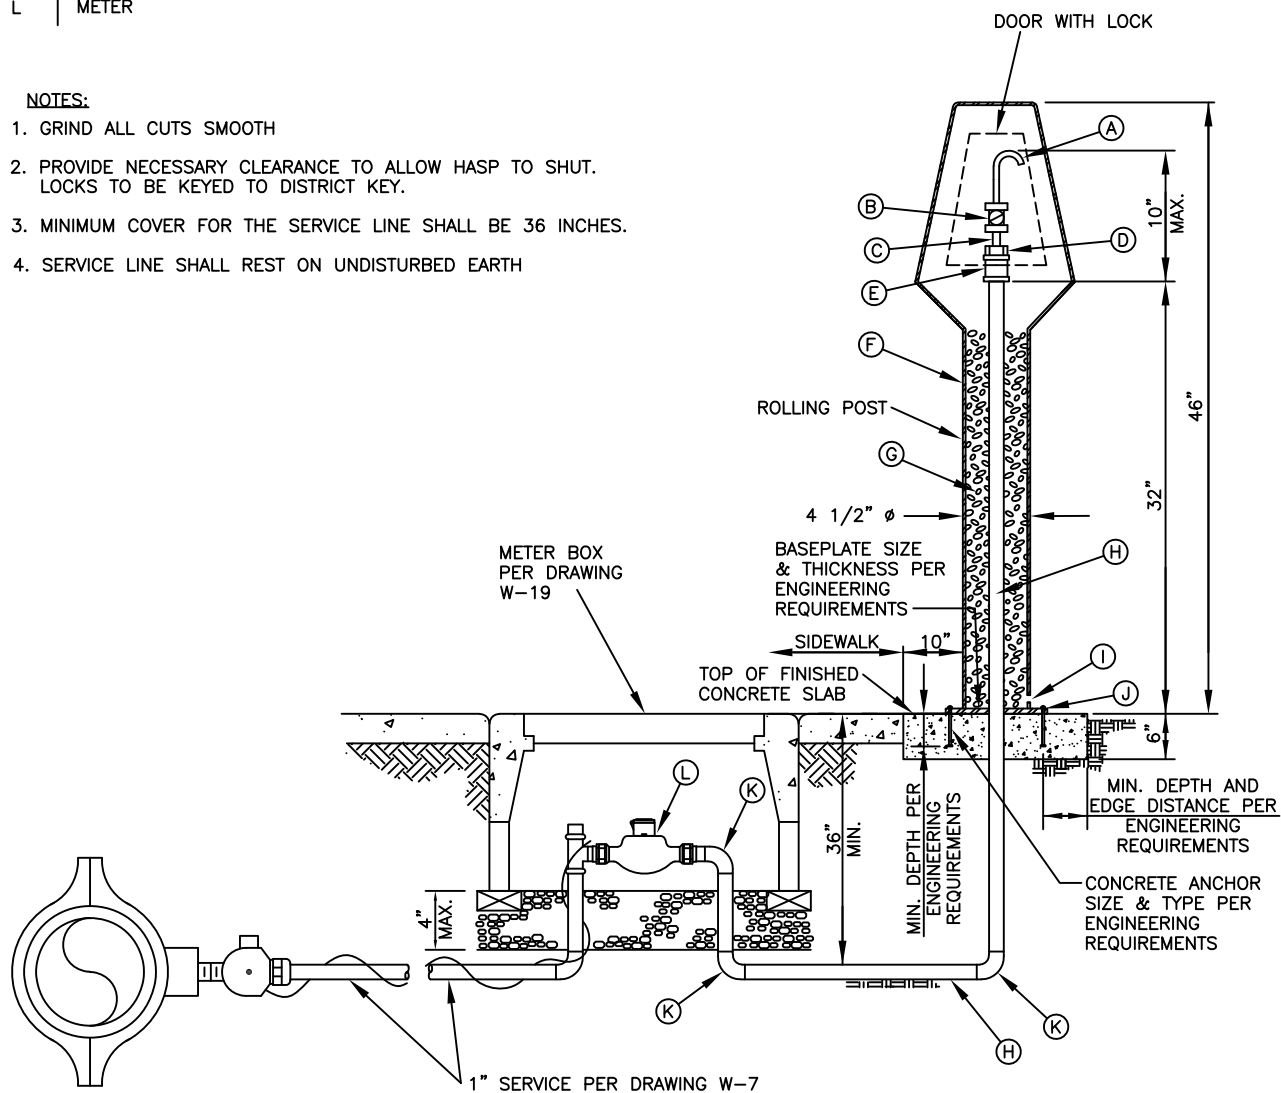 L METER
NOTES:
1. GRIND ALL CUTS SMOOTH
2. PROVIDE NECESSARY CLEARANCE TO ALLOW HASP TO SHUT.
LOCKS TO BE KEYED TO DISTRICT KEY.
3. MINIMUM COVER FOR THE SERVICE LINE SHALL BE 36 INCHES.
4. SERVICE LINE SHALL REST ON UNDISTURBED EARTH
DOOR WITH LOCK
A
B
C
D
E
10"
MAX.
F
ROLLING POST
46"
G
32"
4 1/2" ø
H
METER BOX
PER DRAWING
W-19
BASEPLATE SIZE
& THICKNESS PER
ENGINEERING
REQUIREMENTS
SIDEWALK
10"
I
TOP OF FINISHED
CONCRETE SLAB
J
6"
L
K
36"
MIN.
MIN. DEPTH PER
ENGINEERING
REQUIREMENTS
MIN. DEPTH AND
EDGE DISTANCE PER
ENGINEERING
REQUIREMENTS
4"
MAX.
CONCRETE ANCHOR
SIZE & TYPE PER
ENGINEERING
REQUIREMENTS
K
H
K
1" SERVICE PER DRAWING W-7